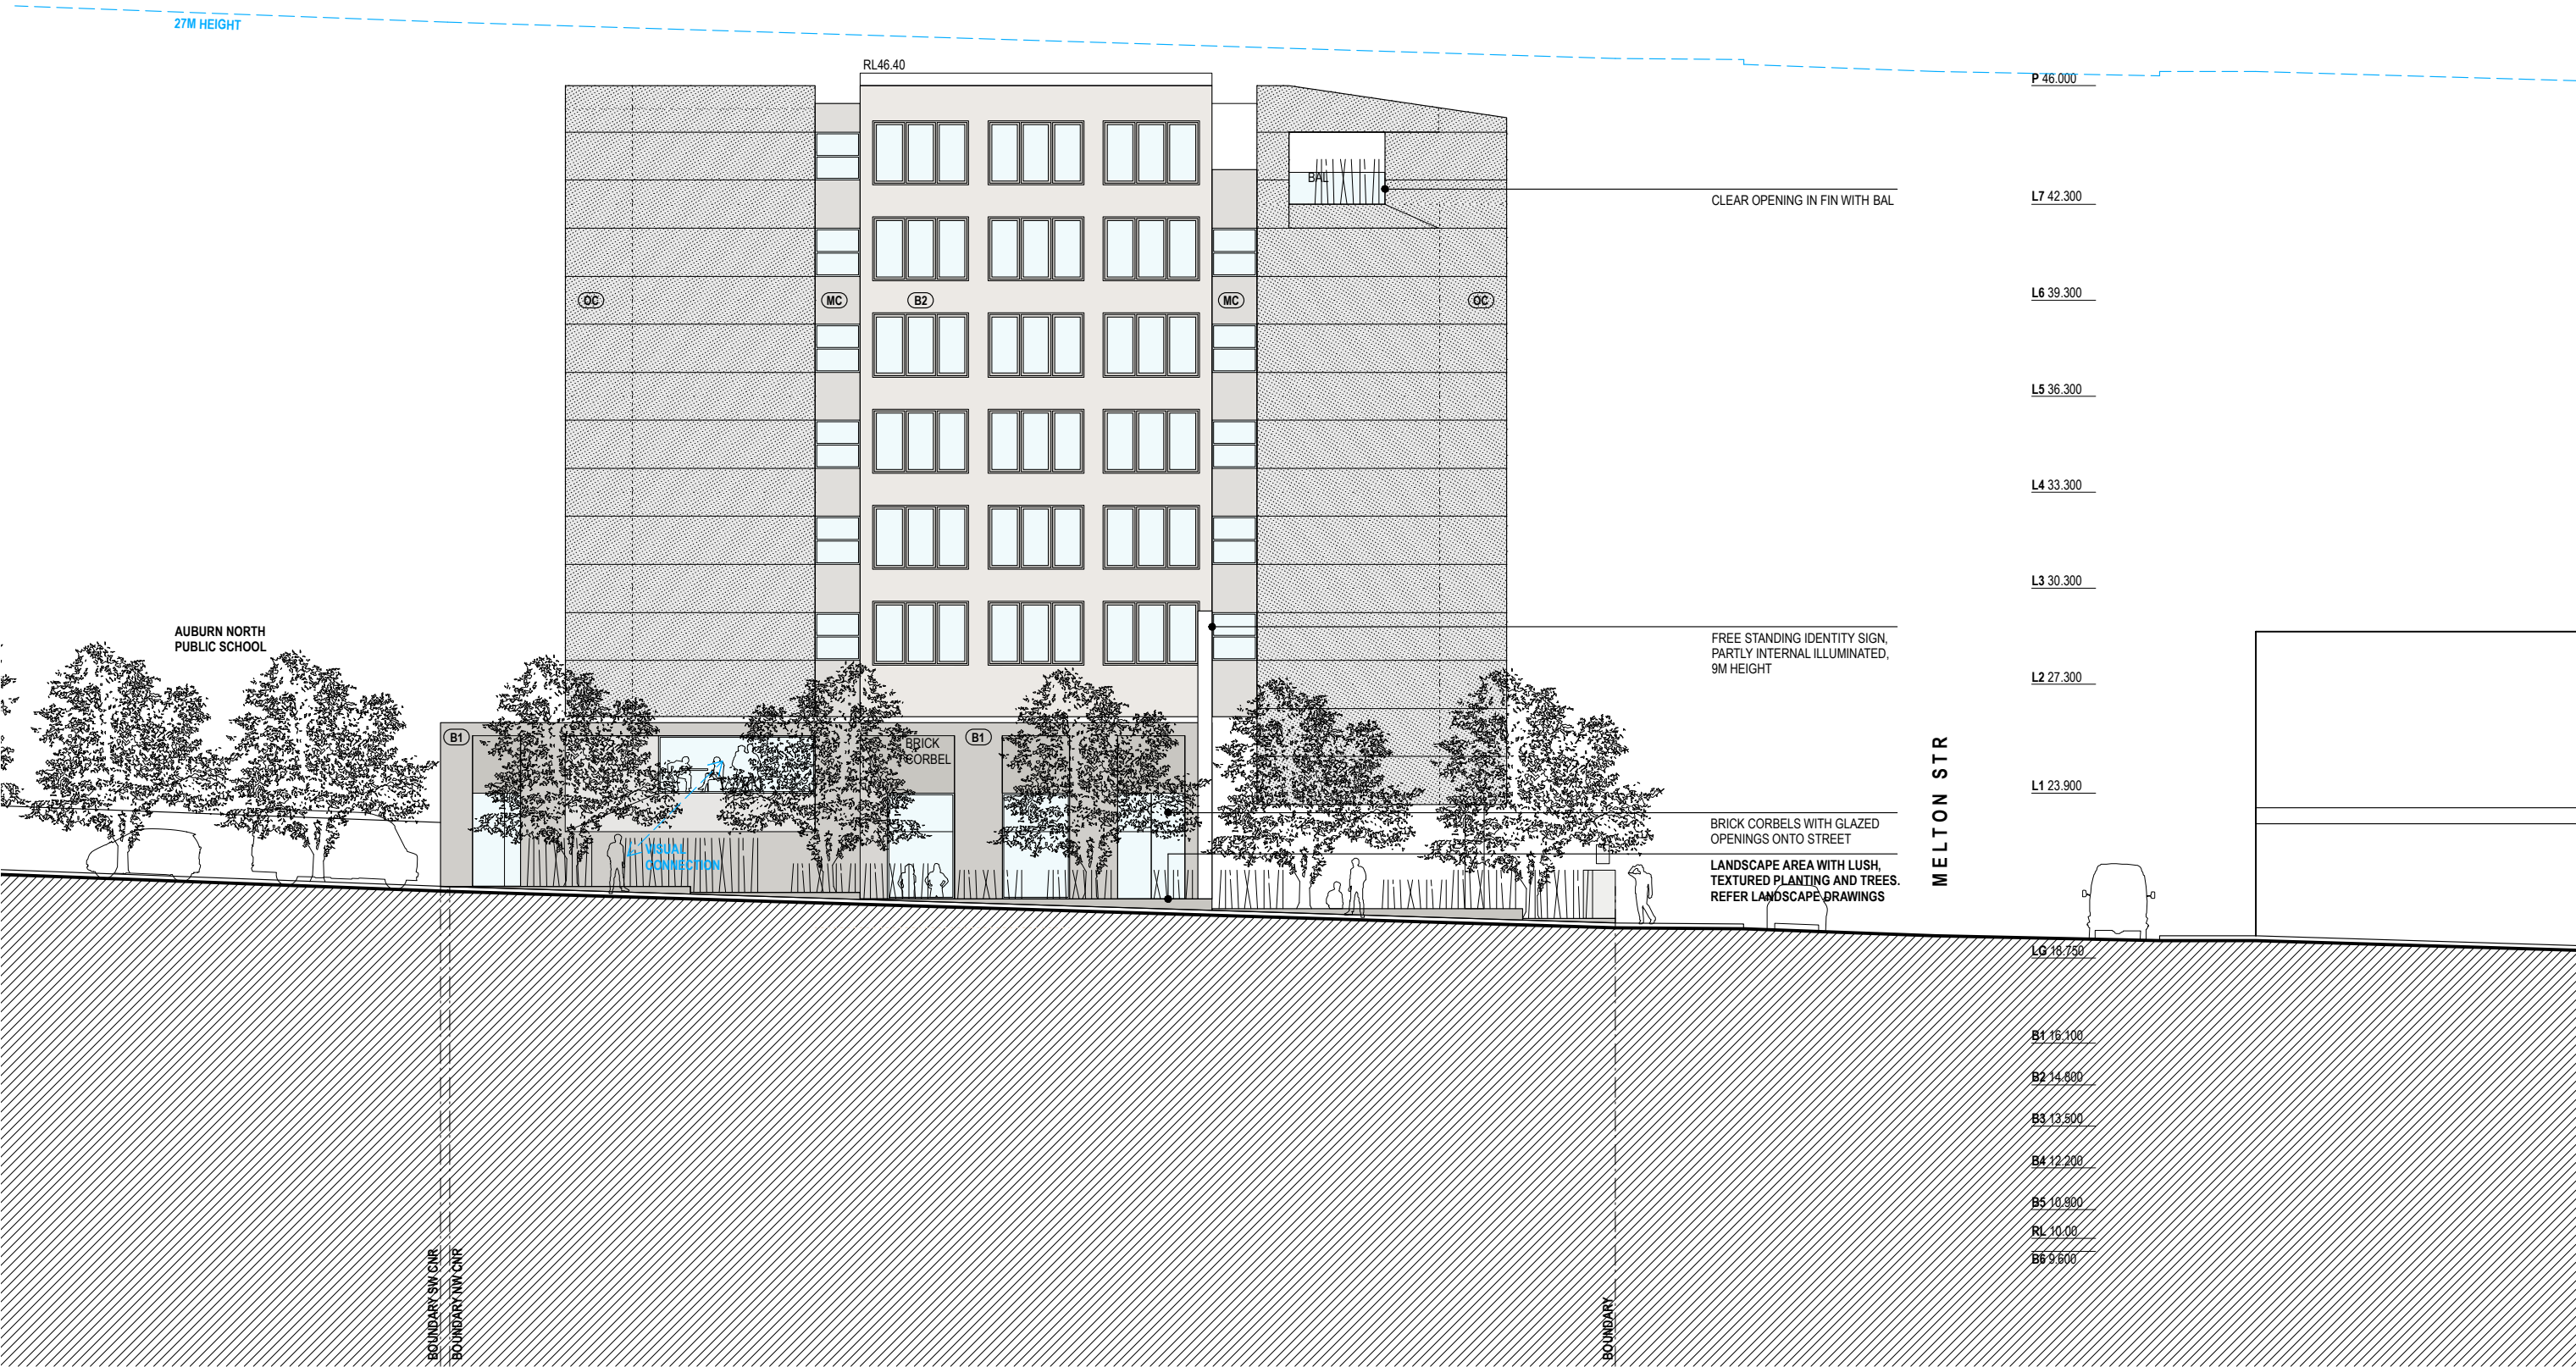 27M HEIGHT
RL46.40
P 46.000
BAL
CLEAR OPENING IN FIN WITH BAL
L7 42.300
OC
MC
B2
MC
OC
L6 39.300
L5 36.300
L4 33.300
L3 30.300
AUBURN NORTH
PUBLIC SCHOOL
FREE STANDING IDENTITY SIGN,
PARTLY INTERNAL ILLUMINATED,
9M HEIGHT
L2 27.300
B1
BRICK
CORBEL
B1
MELTON STR
L1 23.900
BRICK CORBELS WITH GLAZED
OPENINGS ONTO STREET
VISUAL
CONNECTION
LANDSCAPE AREA WITH LUSH,
TEXTURED PLANTING AND TREES.
REFER LANDSCAPE DRAWINGS
LG 18.750
B1 16.100
B2 14.800
B3 13.500
B4 12.200
B5 10.900
RL 10.00
B6 9.600
BOUNDARY SW CNR
BOUNDARY NW CNR
BOUNDARY